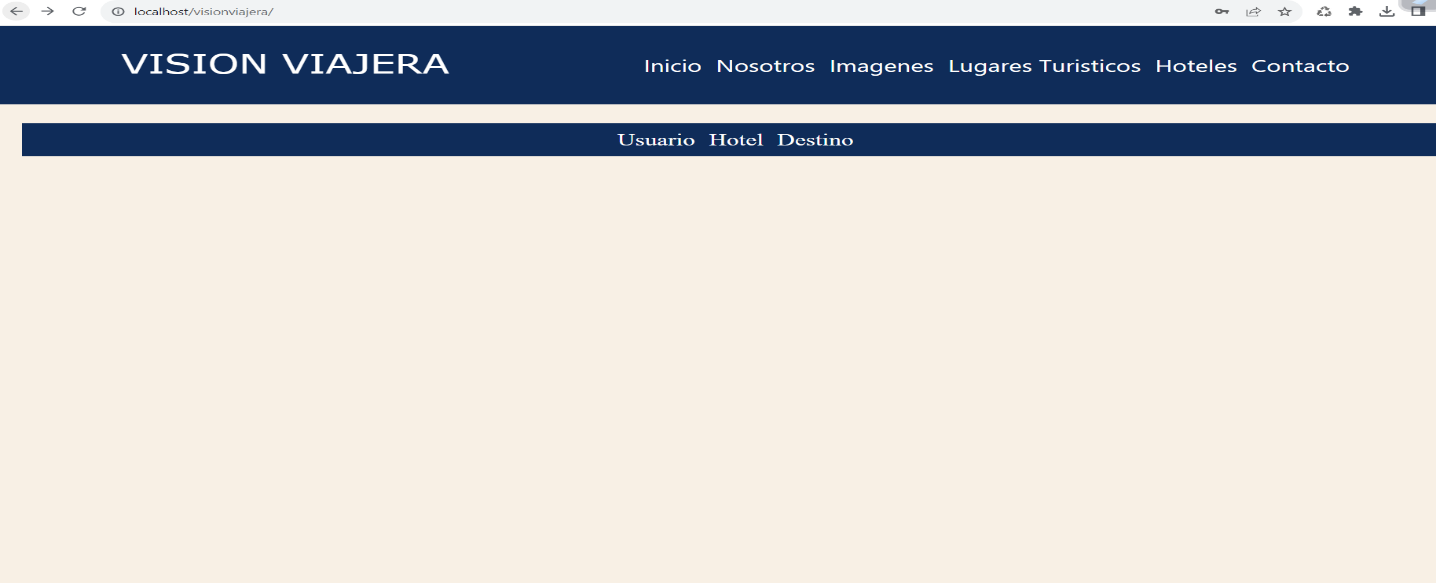 localhost/visionviajera/
VISION VIAJERA
Inicio Nosotros Imagenes Lugares Turisticos Hoteles Contacto
Usuario Hotel Destino